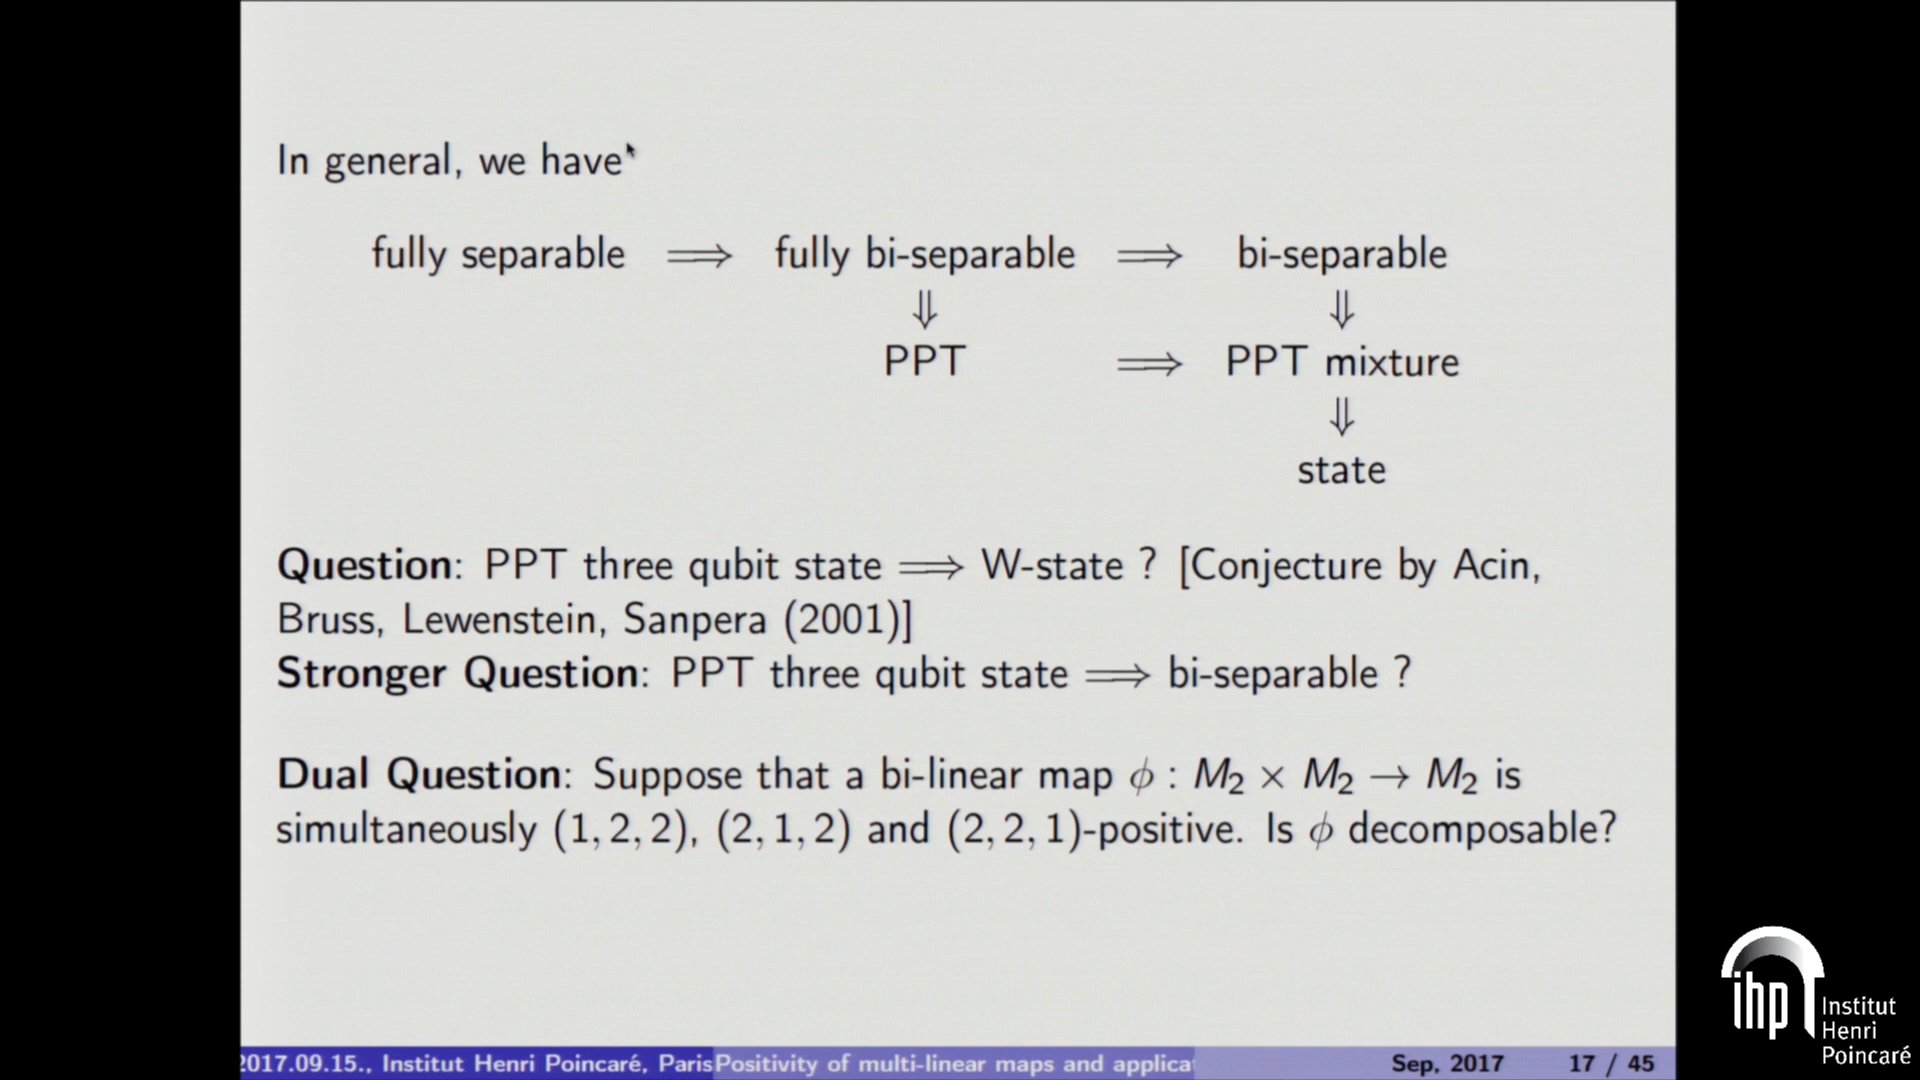 In general, we have
fully separable ⟹ fully bi-separable ⟹ bi-separable
⇓ ⇓
PPT ⟹ PPT mixture
⇓
state
Question: PPT three qubit state ⟹ W-state ? [Conjecture by Acin,
Bruss, Lewenstein, Sanpera (2001)]
Stronger Question: PPT three qubit state ⟹ bi-separable ?
Dual Question: Suppose that a bi-linear map ϕ : M₂ × M₂ → M₂ is
simultaneously (1, 2, 2), (2, 1, 2) and (2, 2, 1)-positive. Is ϕ decomposable?
2017.09.15., Institut Henri Poincaré, Paris Positivity of multi-linear maps and applica Sep, 2017 17 / 45
ihp Institut
Henri
Poincaré